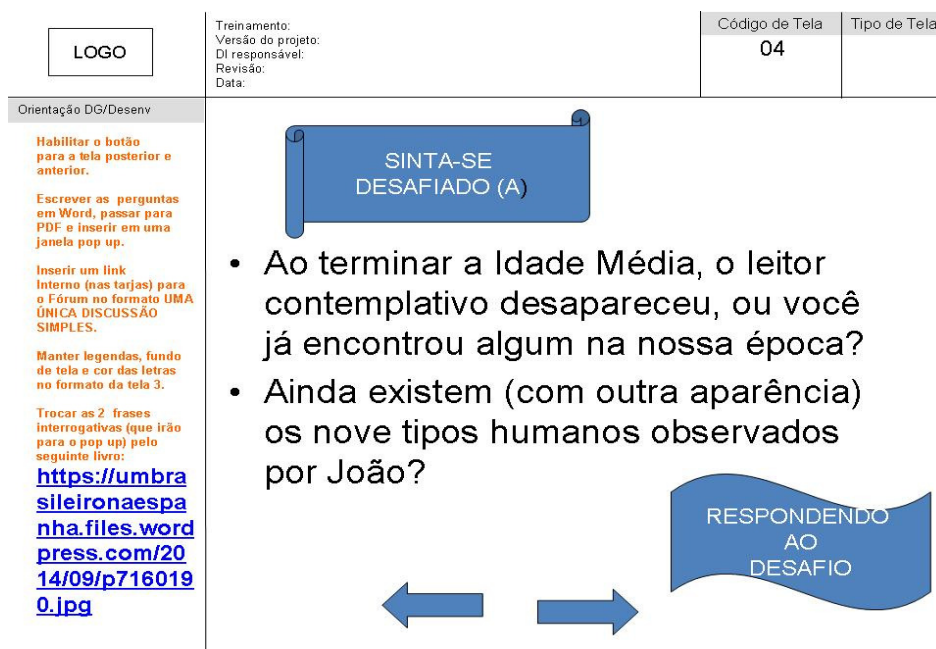 LOGO
Treinamento:
Versão do projeto:
DI responsável:
Revisão:
Data:
Código de Tela
04
Tipo de Tela
Orientação DG/Desenv
Habilitar o botão
para a tela posterior e
anterior.
Escrever as perguntas
em Word, passar para
PDF e inserir em uma
janela pop up.
Inserir um link
Interno (nas tarjas) para
o Fórum no formato UMA
ÚNICA DISCUSSÃO
SIMPLES.
Manter legendas, fundo
de tela e cor das letras
no formato da tela 3.
Trocar as 2 frases
interrogativas (que irão
para o pop up) pelo
seguinte livro:
https://umbra
sileironaespa
nha.files.word
press.com/20
14/09/p716019
0.jpg
SINTA-SE
DESAFIADO (A)
• Ao terminar a Idade Média, o leitor
contemplativo desapareceu, ou você
já encontrou algum na nossa época?
• Ainda existem (com outra aparência)
os nove tipos humanos observados
por João?
RESPONDENDO
AO
DESAFIO